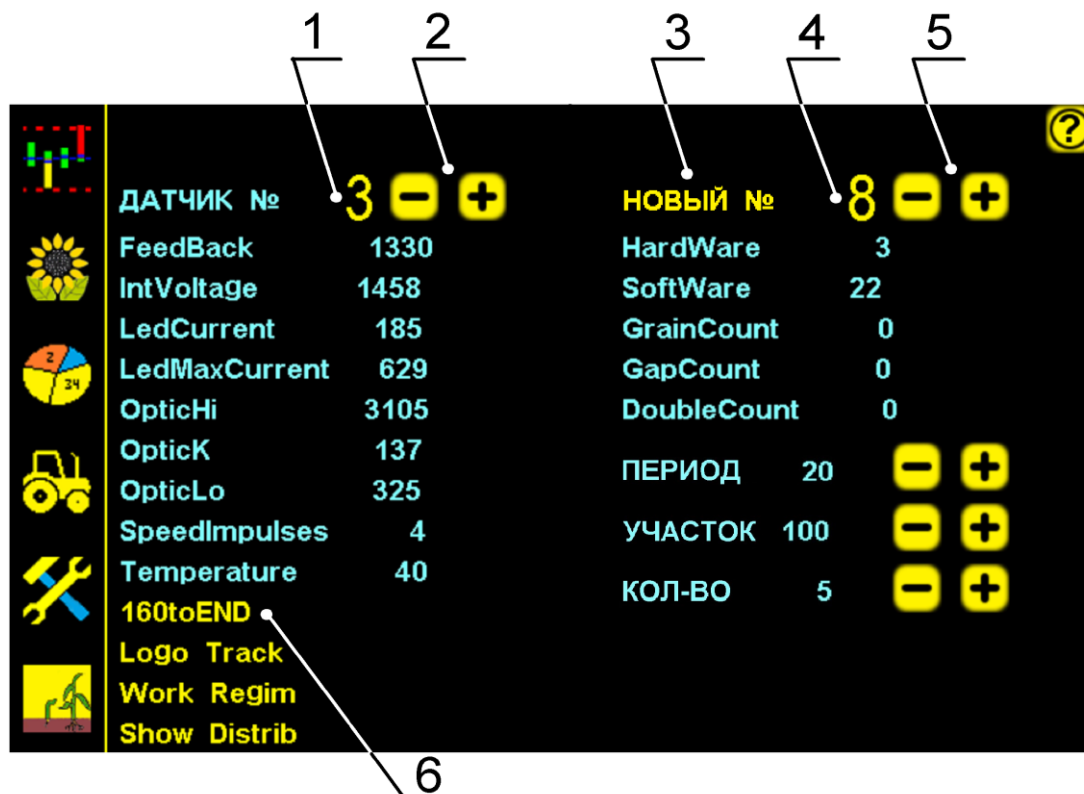 1 2 3 4 5
?
ДАТЧИК № 3 - +
НОВЫЙ № 8 - +
FeedBack 1330
IntVoltage 1458
LedCurrent 185
LedMaxCurrent 629
OpticHi 3105
OpticK 137
OpticLo 325
SpeedImpulses 4
Temperature 40
160toEND
Logo Track
Work Regim
Show Distrib
HardWare 3
SoftWare 22
GrainCount 0
GapCount 0
DoubleCount 0
ПЕРИОД 20 - +
УЧАСТОК 100 - +
КОЛ-ВО 5 - +
2
34
6